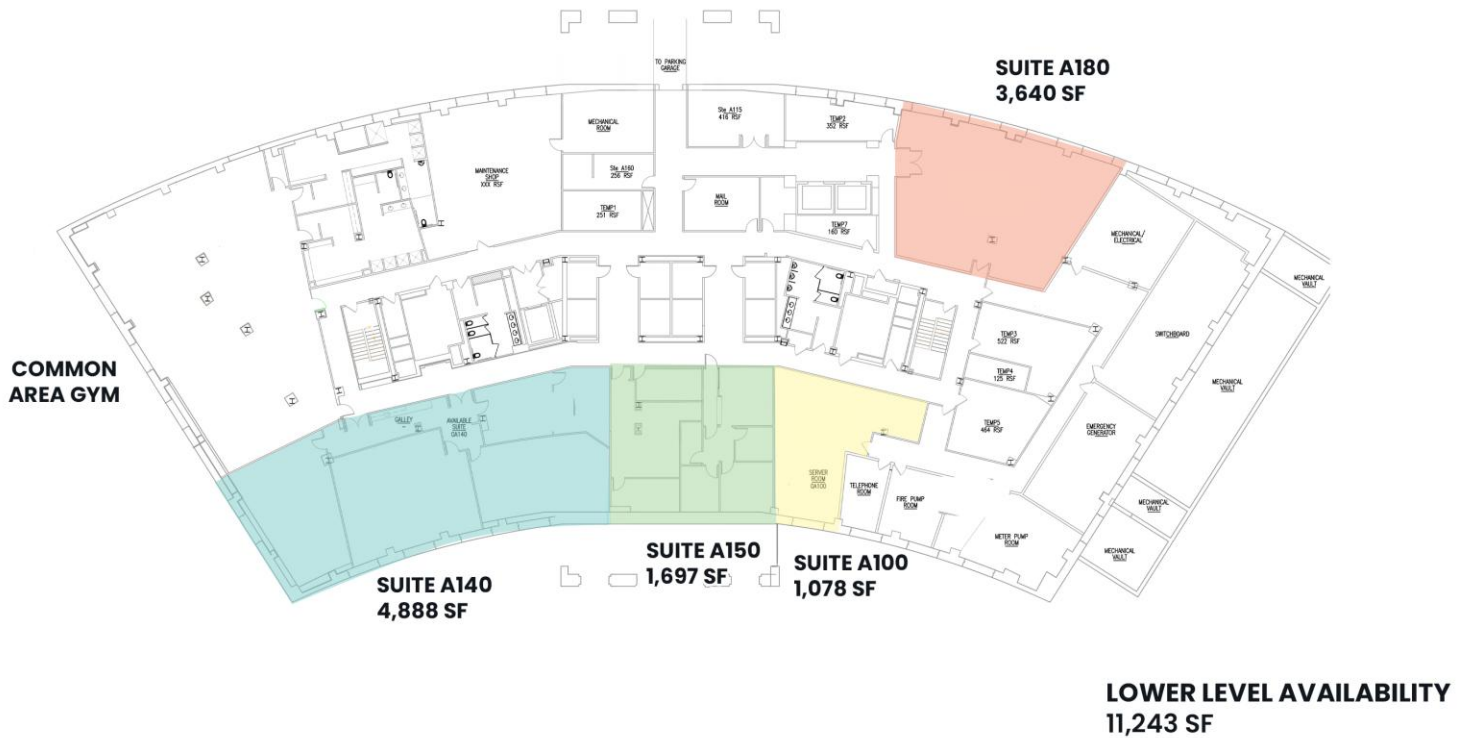 TO PARKING
GARAGE
SUITE A180
3,640 SF
MECHANICAL
ROOM
Ste A115
416 RSF
TEMP2
352 RSF
MAINTENANCE
SHOP
XXX RSF
Ste A160
256 RSF
TEMP1
251 RSF
MAIL
ROOM
TEMP7
160 RSF
MECHANICAL/
ELECTRICAL
MECHANICAL
VAULT
SWITCHBOARD
TEMP3
522 RSF
TEMP4
125 RSF
MECHANICAL
VAULT
COMMON
AREA GYM
GALLEY
AVAILABLE
SUITE
0A140
TEMP5
464 RSF
EMERGENCY
GENERATOR
SERVER
ROOM
0A100
TELEPHONE
ROOM
FIRE PUMP
ROOM
METER PUMP
ROOM
MECHANICAL
VAULT
MECHANICAL
VAULT
SUITE A140
4,888 SF
SUITE A150
1,697 SF
SUITE A100
1,078 SF
LOWER LEVEL AVAILABILITY
11,243 SF